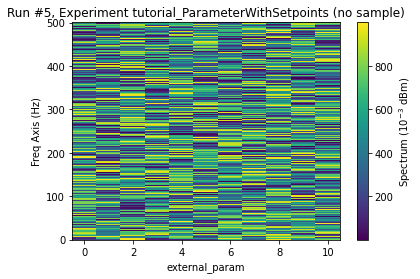 Run #5, Experiment tutorial_ParameterWithSetpoints (no sample)
500
400
300
200
100
0
Freq Axis (Hz)
0 2 4 6 8 10
external_param
800
600
400
200
Spectrum (10⁻³ dBm)